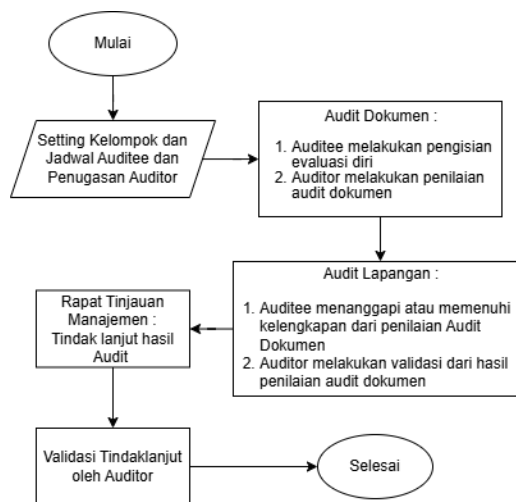 Mulai
Setting Kelompok dan
Jadwal Auditee dan
Penugasan Auditor
Audit Dokumen :
1. Auditee melakukan pengisian
evaluasi diri
2. Auditor melakukan penilaian
audit dokumen
Audit Lapangan :
1. Auditee menanggapi atau memenuhi
kelengkapan dari penilaian Audit
Dokumen
2. Auditor melakukan validasi dari hasil
penilaian audit dokumen
Rapat Tinjauan
Manajemen :
Tindak lanjut hasil
Audit
Validasi Tindaklanjut
oleh Auditor
Selesai